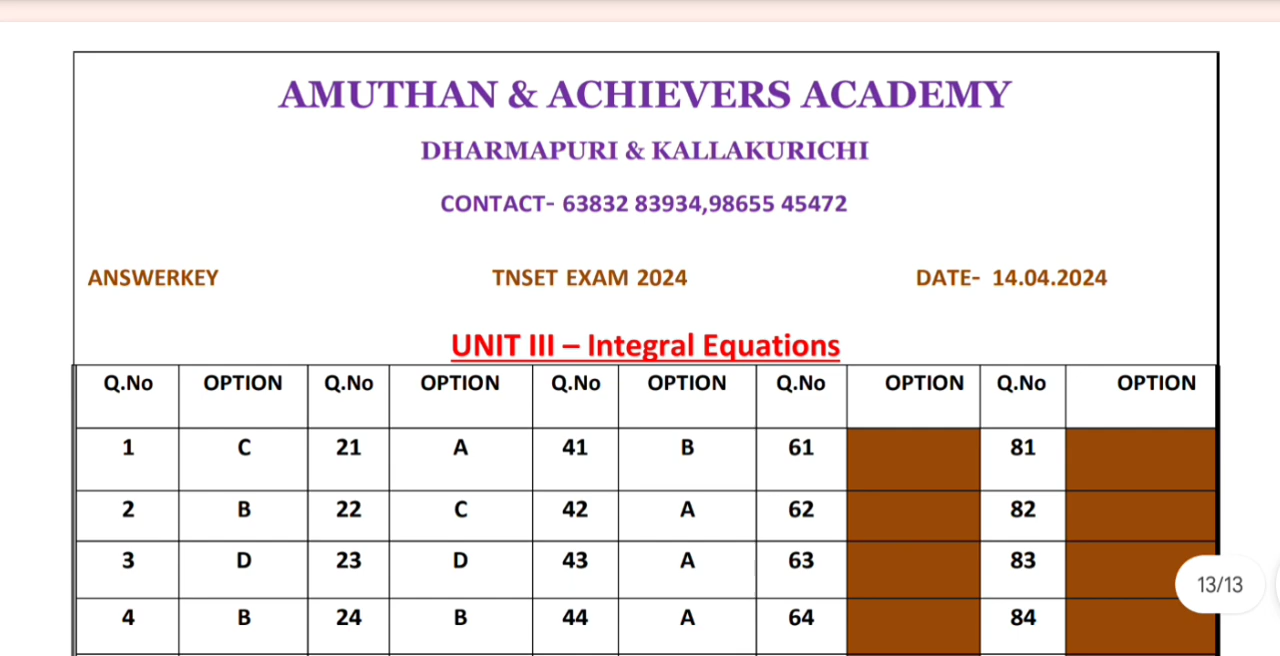 AMUTHAN & ACHIEVERS ACADEMY
DHARMAPURI & KALLAKURICHI
CONTACT- 63832 83934,98655 45472
ANSWERKEY TNSET EXAM 2024 DATE- 14.04.2024
UNIT III – Integral Equations
Q.No OPTION Q.No OPTION Q.No OPTION Q.No OPTION Q.No OPTION
1 C 21 A 41 B 61 81
2 B 22 C 42 A 62 82
3 D 23 D 43 A 63 83
13/13
4 B 24 B 44 A 64 84